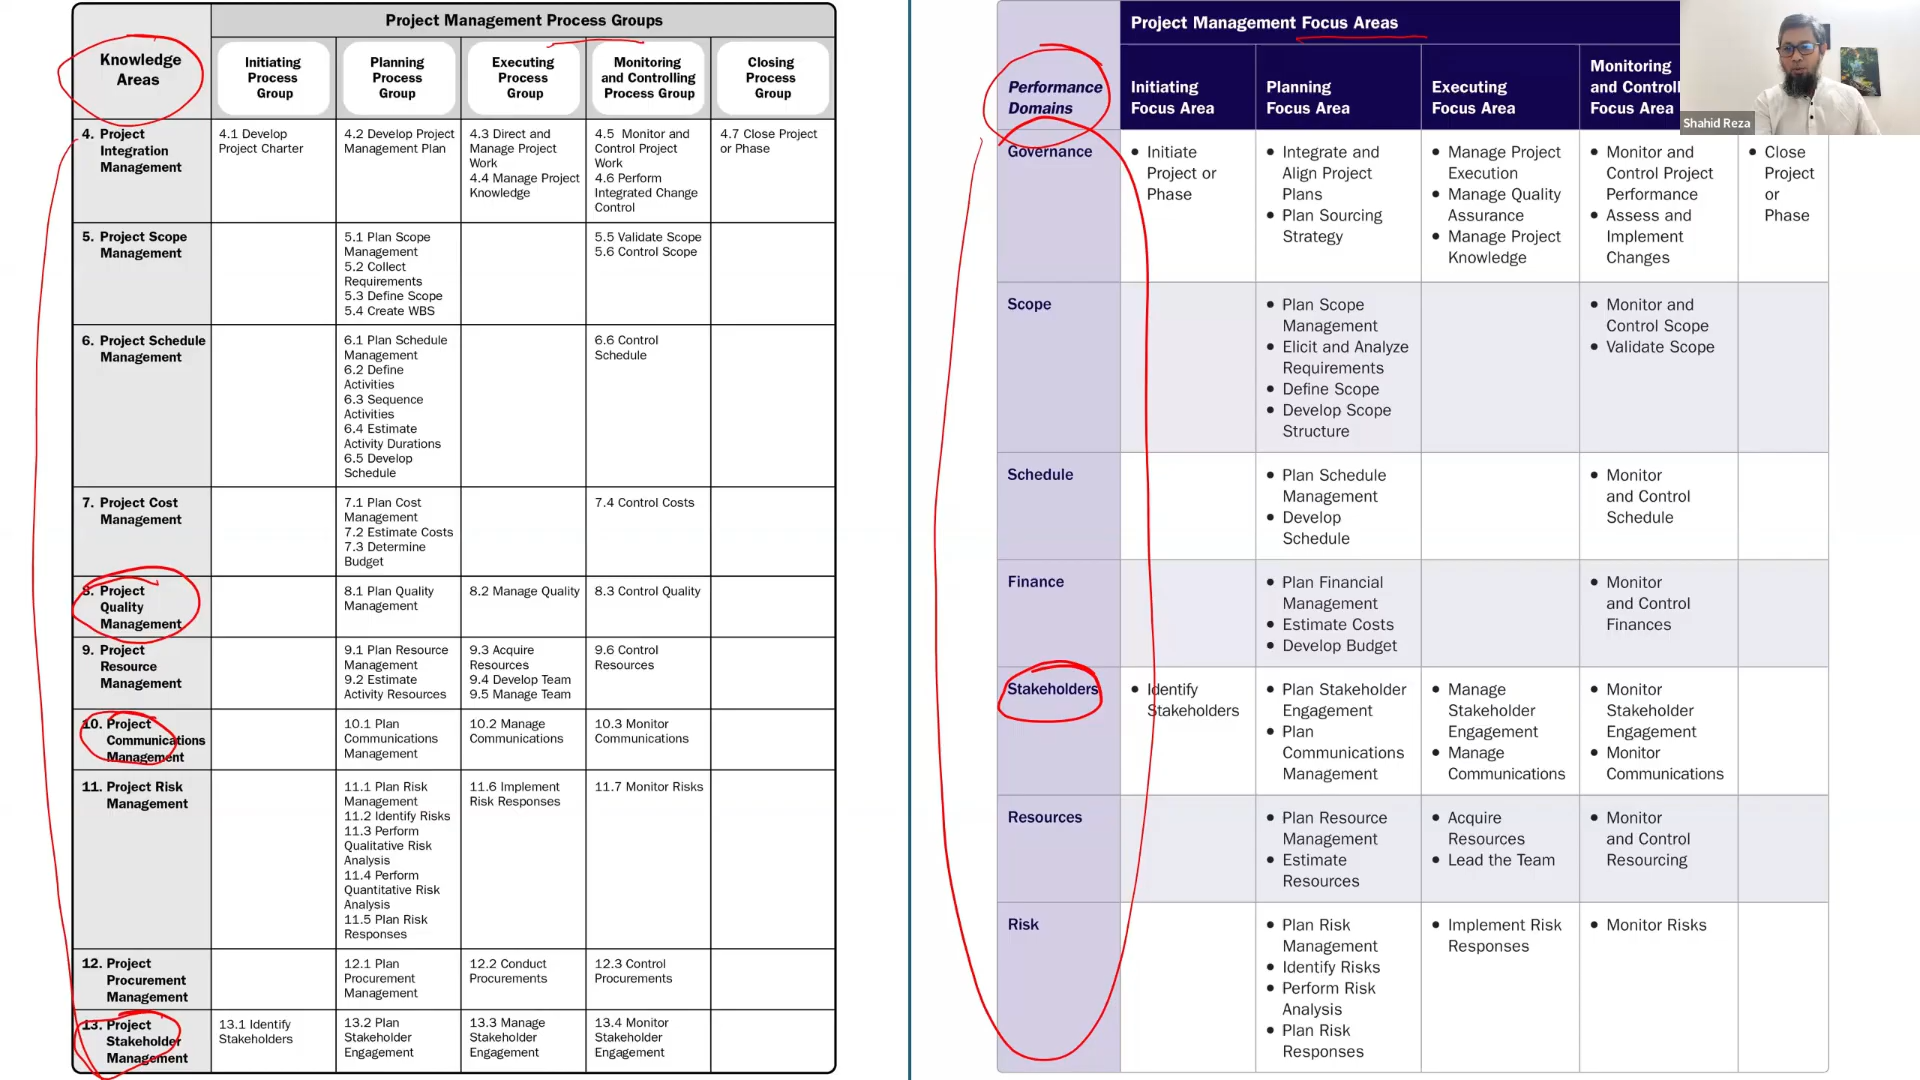 Project Management Process Groups
Knowledge
Areas
Initiating
Process
Group
Planning
Process
Group
Executing
Process
Group
Monitoring
and Controlling
Process Group
Closing
Process
Group
4. Project
Integration
Management
4.1 Develop
Project Charter
4.2 Develop Project
Management Plan
4.3 Direct and
Manage Project
Work
4.4 Manage Project
Knowledge
4.5 Monitor and
Control Project
Work
4.6 Perform
Integrated Change
Control
4.7 Close Project
or Phase
5. Project Scope
Management
5.1 Plan Scope
Management
5.2 Collect
Requirements
5.3 Define Scope
5.4 Create WBS
5.5 Validate Scope
5.6 Control Scope
6. Project Schedule
Management
6.1 Plan Schedule
Management
6.2 Define
Activities
6.3 Sequence
Activities
6.4 Estimate
Activity Durations
6.5 Develop
Schedule
6.6 Control
Schedule
7. Project Cost
Management
7.1 Plan Cost
Management
7.2 Estimate Costs
7.3 Determine
Budget
7.4 Control Costs
8. Project
Quality
Management
8.1 Plan Quality
Management
8.2 Manage Quality
8.3 Control Quality
9. Project
Resource
Management
9.1 Plan Resource
Management
9.2 Estimate
Activity Resources
9.3 Acquire
Resources
9.4 Develop Team
9.5 Manage Team
9.6 Control
Resources
10. Project
Communications
Management
10.1 Plan
Communications
Management
10.2 Manage
Communications
10.3 Monitor
Communications
11. Project Risk
Management
11.1 Plan Risk
Management
11.2 Identify Risks
11.3 Perform
Qualitative Risk
Analysis
11.4 Perform
Quantitative Risk
Analysis
11.5 Plan Risk
Responses
11.6 Implement
Risk Responses
11.7 Monitor Risks
12. Project
Procurement
Management
12.1 Plan
Procurement
Management
12.2 Conduct
Procurements
12.3 Control
Procurements
13. Project
Stakeholder
Management
13.1 Identify
Stakeholders
13.2 Plan
Stakeholder
Engagement
13.3 Manage
Stakeholder
Engagement
13.4 Monitor
Stakeholder
Engagement
Project Management Focus Areas
Performance
Domains
Initiating
Focus Area
Planning
Focus Area
Executing
Focus Area
Monitoring
and Controll
Focus Area
Shahid Reza
Governance
• Initiate
Project or
Phase
• Integrate and
Align Project
Plans
• Plan Sourcing
Strategy
• Manage Project
Execution
• Manage Quality
Assurance
• Manage Project
Knowledge
• Monitor and
Control Project
Performance
• Assess and
Implement
Changes
• Close
Project
or
Phase
Scope
• Plan Scope
Management
• Elicit and Analyze
Requirements
• Define Scope
• Develop Scope
Structure
• Monitor and
Control Scope
• Validate Scope
Schedule
• Plan Schedule
Management
• Develop
Schedule
• Monitor
and Control
Schedule
Finance
• Plan Financial
Management
• Estimate Costs
• Develop Budget
• Monitor
and Control
Finances
Stakeholders
• Identify
Stakeholders
• Plan Stakeholder
Engagement
• Plan
Communications
Management
• Manage
Stakeholder
Engagement
• Manage
Communications
• Monitor
Stakeholder
Engagement
• Monitor
Communications
Resources
• Plan Resource
Management
• Estimate
Resources
• Acquire
Resources
• Lead the Team
• Monitor
and Control
Resourcing
Risk
• Plan Risk
Management
• Identify Risks
• Perform Risk
Analysis
• Plan Risk
Responses
• Implement Risk
Responses
• Monitor Risks